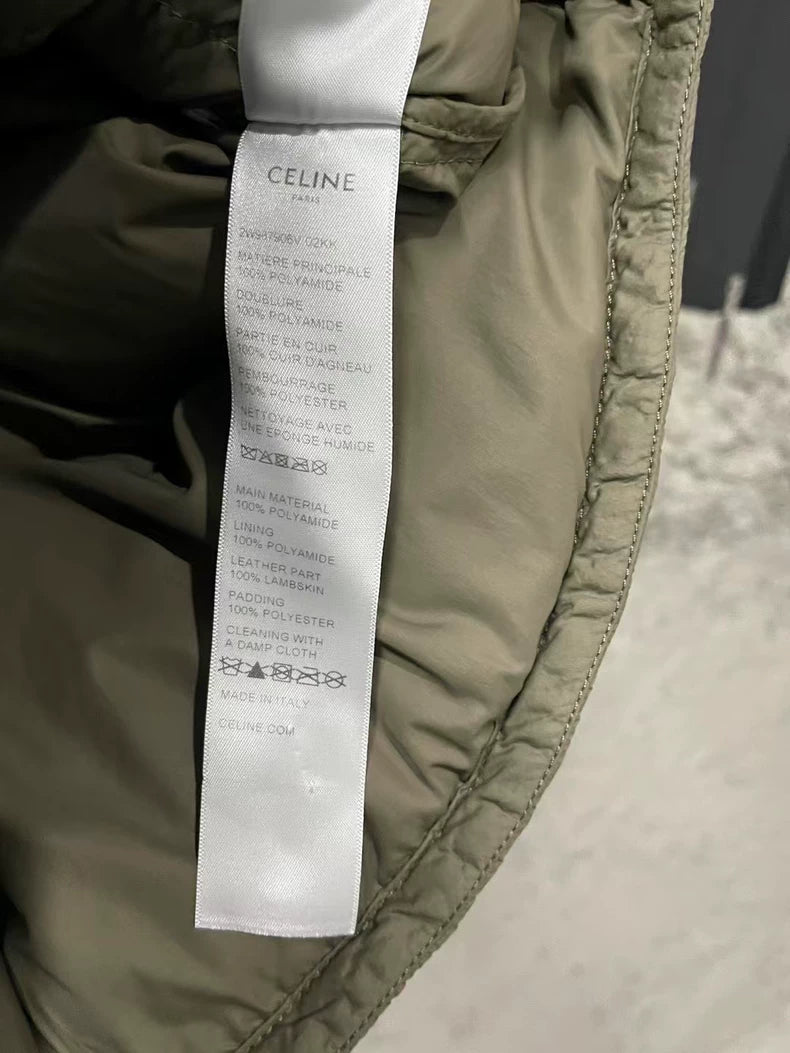 CELINE
PARIS
MATIERE PRINCIPALE
100% POLYAMIDE
DOUBLURE
100% POLYAMIDE
PARTIE EN CUIR
100% CUIR D'AGNEAU
REMBOURRAGE
100% POLYESTER
NETTOYAGE AVEC
UNE EPONGE HUMIDE
MAIN MATERIAL
100% POLYAMIDE
LINING
100% POLYAMIDE
LEATHER PART
100% LAMBSKIN
PADDING
100% POLYESTER
CLEANING WITH
A DAMP CLOTH
MADE IN ITALY
CELINE.COM